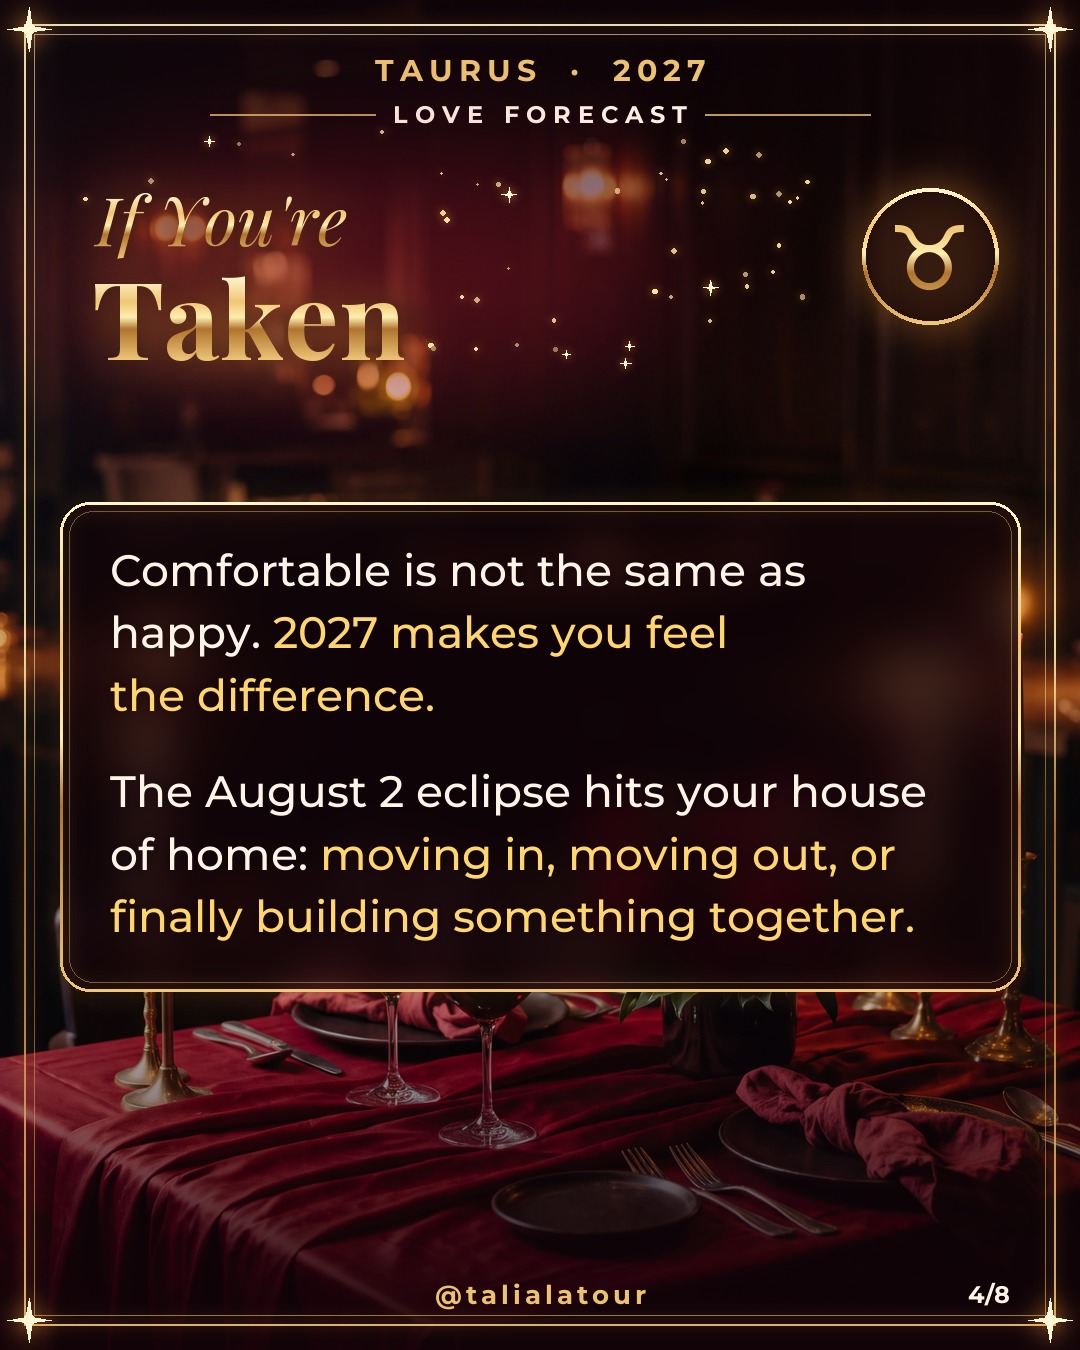 TAURUS · 2027
LOVE FORECAST
If You're
Taken
Comfortable is not the same as
happy. 2027 makes you feel
the difference.
The August 2 eclipse hits your house
of home: moving in, moving out, or
finally building something together.
@talialatour
4/8